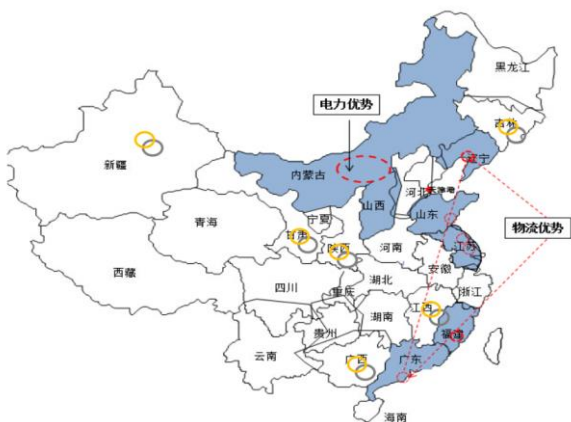 黑龙江
吉林
电力优势
辽宁
新疆
内蒙古
河北
天津港
山西
山东
物流优势
宁夏
青海
甘肃
陕西
河南
江苏
西藏
安徽
四川
重庆
湖北
浙江
江西
湖南
贵州
福建
云南
广西
广东
海南